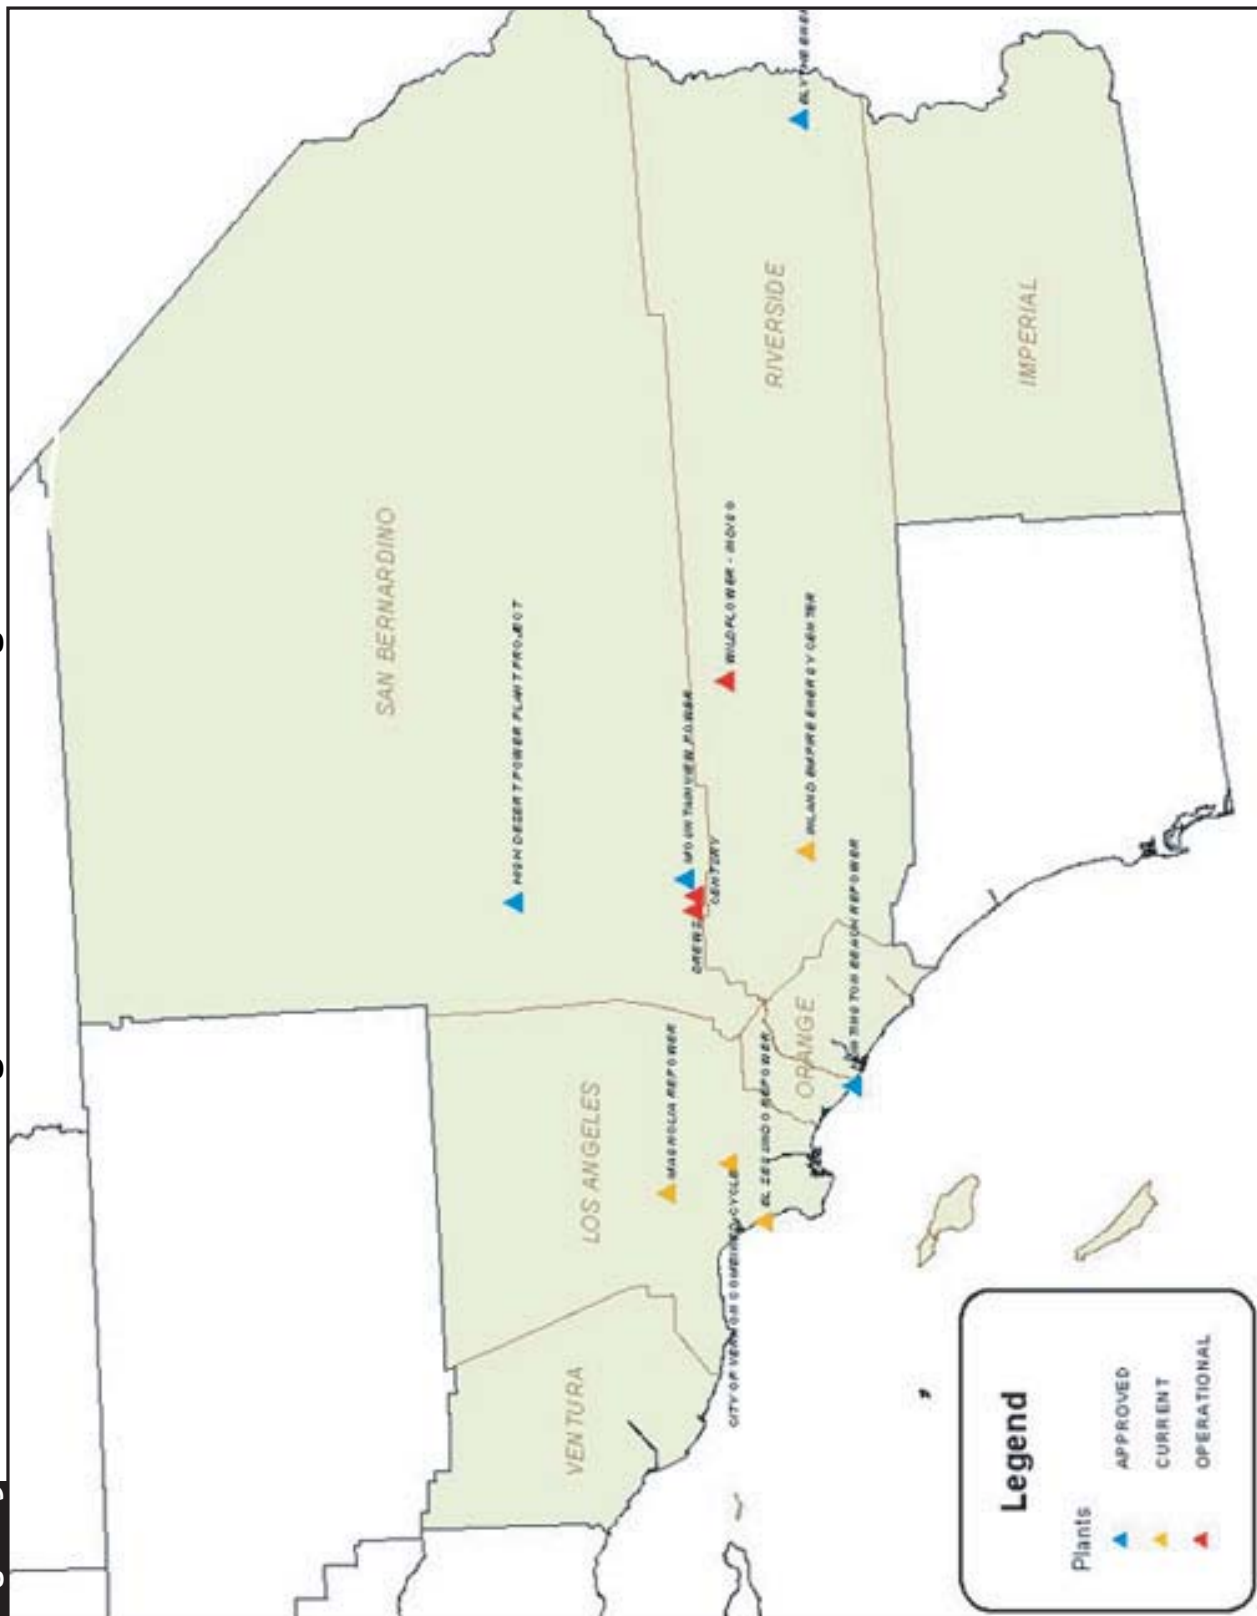 SAN BERNARDINO
HIGH DESERT POWER PLANT PROJECT
RIVERSIDE
IMPERIAL
WILDFLOWER - INDIGO
MOUNTAINVIEW POWER
CENTURY
INLAND EMPIRE ENERGY CENTER
LOS ANGELES
MAGNOLIA REPOWER
EL SEGUNDO REPOWER
ORANGE
BEACH REPOWER
CITY OF VERNON COMBINED CYCLE
VENTURA
BLYTHE
Legend
Plants
APPROVED
CURRENT
OPERATIONAL